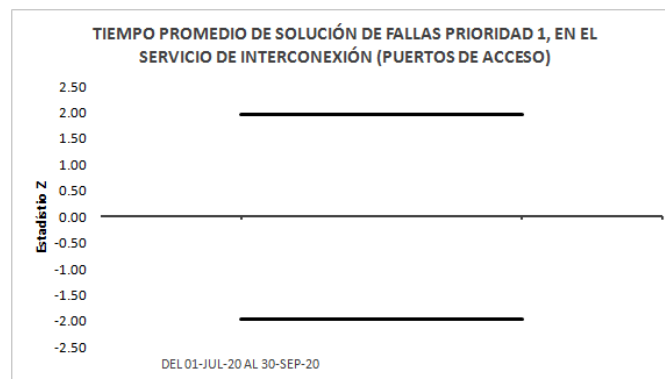 TIEMPO PROMEDIO DE SOLUCIÓN DE FALLAS PRIORIDAD 1, EN EL
SERVICIO DE INTERCONEXIÓN (PUERTOS DE ACCESO)
2.50
2.00
1.50
1.00
0.50
0.00
-0.50
-1.00
-1.50
-2.00
-2.50
Estadístio Z
DEL 01-JUL-20 AL 30-SEP-20